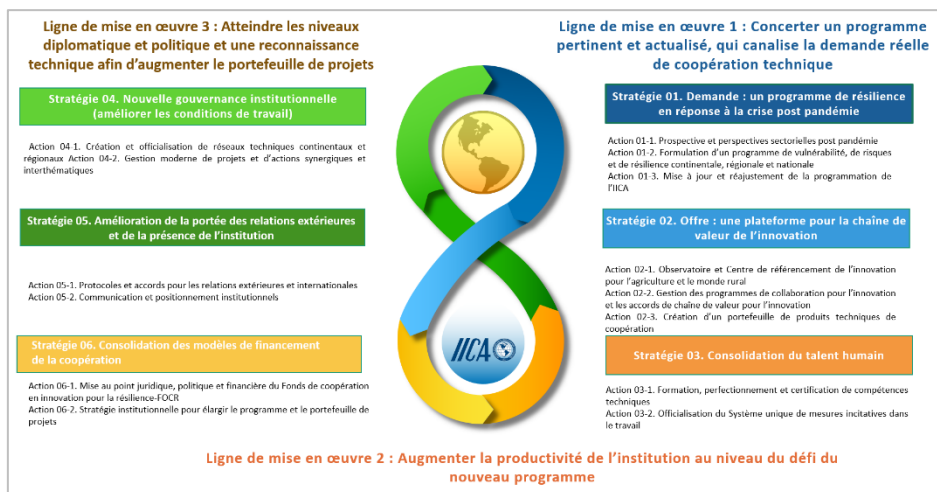 Ligne de mise en œuvre 3 : Atteindre les niveaux
diplomatique et politique et une reconnaissance
technique afin d’augmenter le portefeuille de projets
Stratégie 04. Nouvelle gouvernance institutionnelle
(améliorer les conditions de travail)
Action 04-1. Création et officialisation de réseaux techniques continentaux et
régionaux Action 04-2. Gestion moderne de projets et d’actions synergiques et
interthématiques
Stratégie 05. Amélioration de la portée des relations extérieures
et de la présence de l’institution
Action 05-1. Protocoles et accords pour les relations extérieures et internationales
Action 05-2. Communication et positionnement institutionnels
Stratégie 06. Consolidation des modèles de financement
de la coopération
Action 06-1. Mise au point juridique, politique et financière du Fonds de coopération
en innovation pour la résilience-FOCR
Action 06-2. Stratégie institutionnelle pour élargir le programme et le portefeuille de
projets
IICA
Ligne de mise en œuvre 1 : Concerter un programme
pertinent et actualisé, qui canalise la demande réelle
de coopération technique
Stratégie 01. Demande : un programme de résilience
en réponse à la crise post pandémie
Action 01-1. Prospective et perspectives sectorielles post pandémie
Action 01-2. Formulation d’un programme de vulnérabilité, de risques
et de résilience continentale, régionale et nationale
Action 01-3. Mise à jour et réajustement de la programmation de
l’IICA
Stratégie 02. Offre : une plateforme pour la chaîne de
valeur de l’innovation
Action 02-1. Observatoire et Centre de référencement de l’innovation
pour l’agriculture et le monde rural
Action 02-2. Gestion des programmes de collaboration pour l’innovation
et les accords de chaîne de valeur pour l’innovation
Action 02-3. Création d’un portefeuille de produits techniques de
coopération
Stratégie 03. Consolidation du talent humain
Action 03-1. Formation, perfectionnement et certification de compétences
techniques
Action 03-2. Officialisation du Système unique de mesures incitatives dans
le travail
Ligne de mise en œuvre 2 : Augmenter la productivité de l’institution au niveau du défi du
nouveau programme